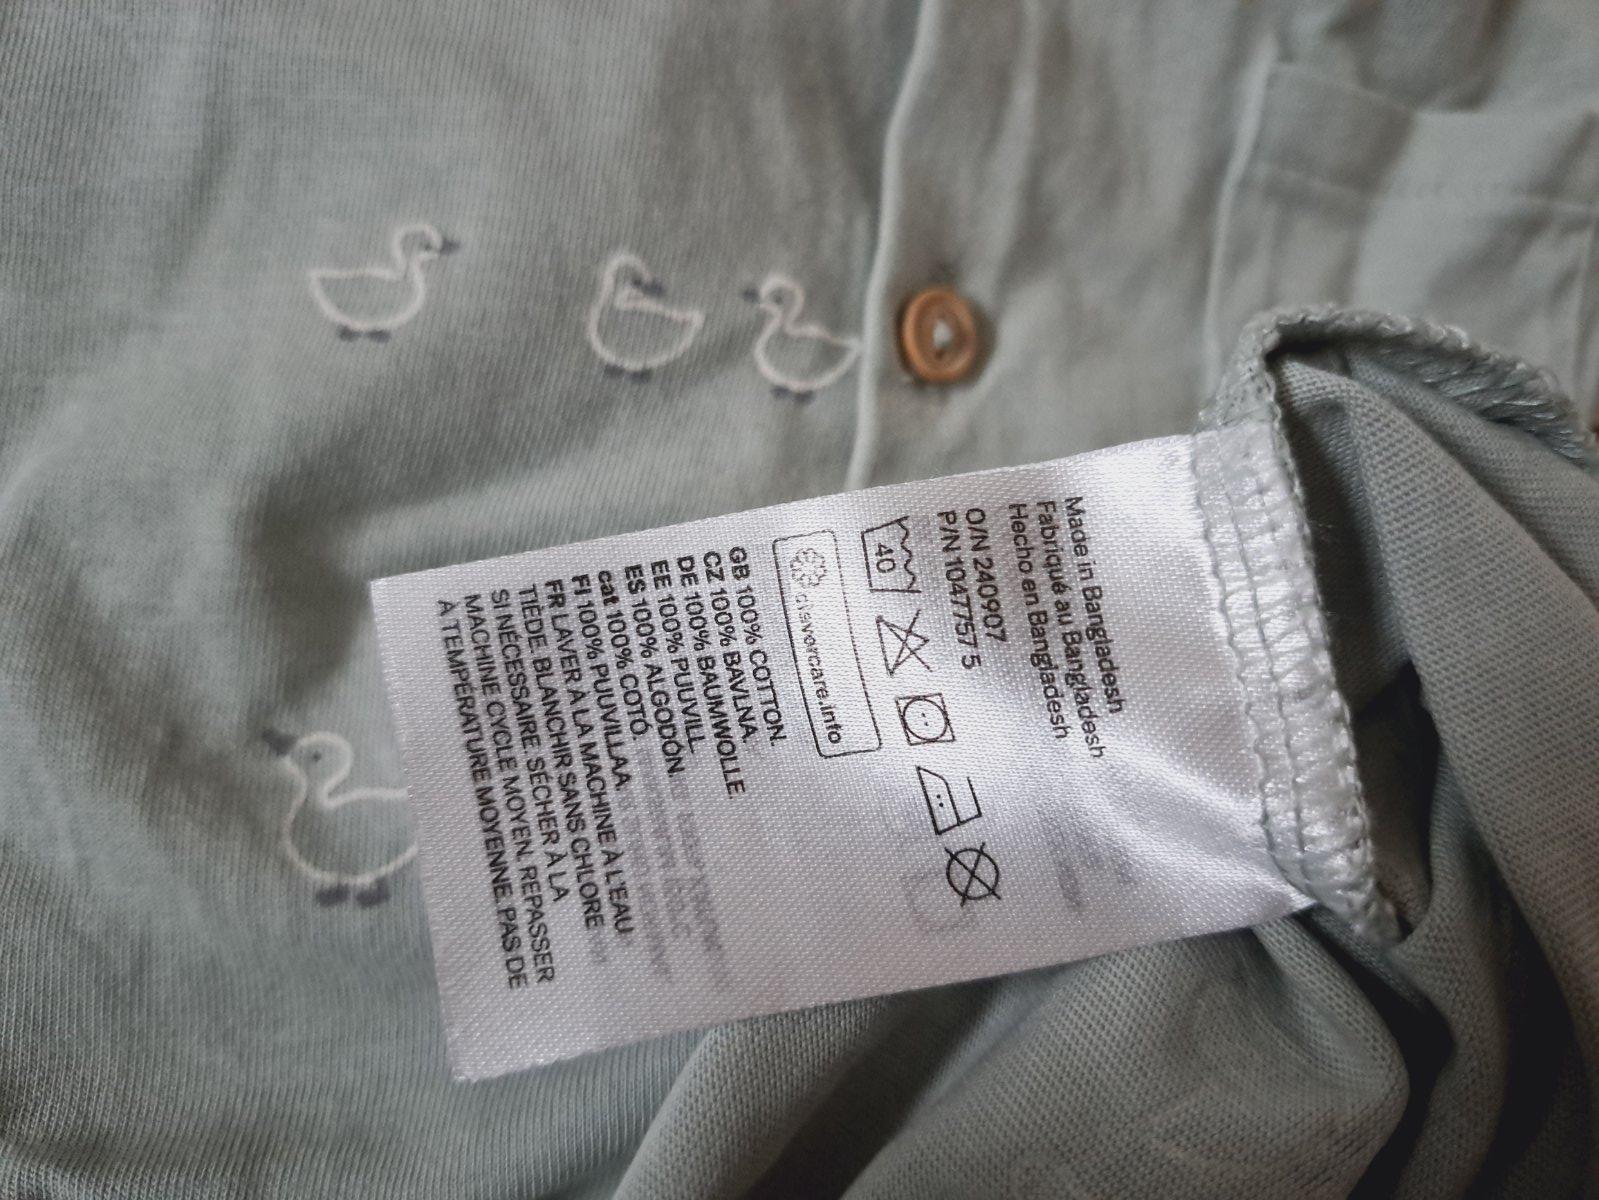 Made in Bangladesh
Fabriqué au Bangladesh
Hecho en Bangladesh
O/N 240907
P/N 1047757 5
40
clevercare.info
GB 100% COTTON.
CZ 100% BAVLNA.
DE 100% BAUMWOLLE.
EE 100% PUUVILL.
ES 100% ALGODÓN.
cat 100% COTÓ.
FI 100% PUUVILLAA.
FR LAVER À LA MACHINE À L'EAU
TIÈDE. BLANCHIR SANS CHLORE
SI NÉCESSAIRE. SÉCHER À LA
MACHINE CYCLE MOYEN. REPASSER
À TEMPÉRATURE MOYENNE. PAS DE